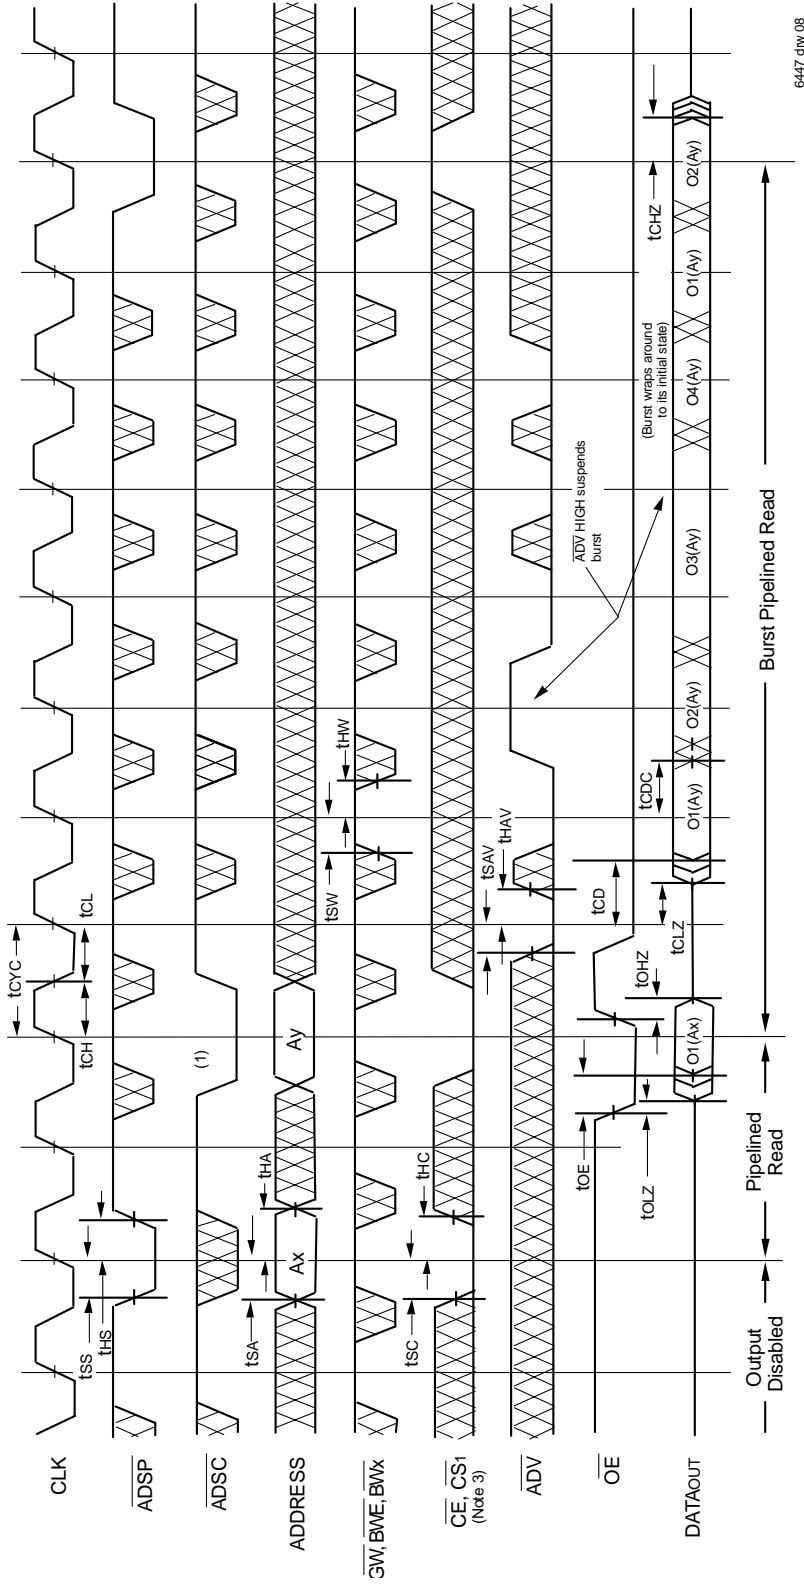 CLK
ADSP
ADSC
ADDRESS
GW, BWE, BWx
CE, CS1
(Note 3)
ADV
OE
DATAOUT
tCYC
tCH
tCL
tSS
tHS
(1)
tSA
tHA
Ax
Ay
tSW
tHW
tSC
tHC
tSAV
tHAV
ADV HIGH suspends
burst
tOE
tOHZ
tOLZ
tCD
tCLZ
tCDC
tCHZ
(Burst wraps around
to its initial state)
O1(Ax)
O1(Ay)
O2(Ay)
O3(Ay)
O4(Ay)
O1(Ay)
O2(Ay)
Output
Disabled
Pipelined
Read
Burst Pipelined Read
6447 drw 08